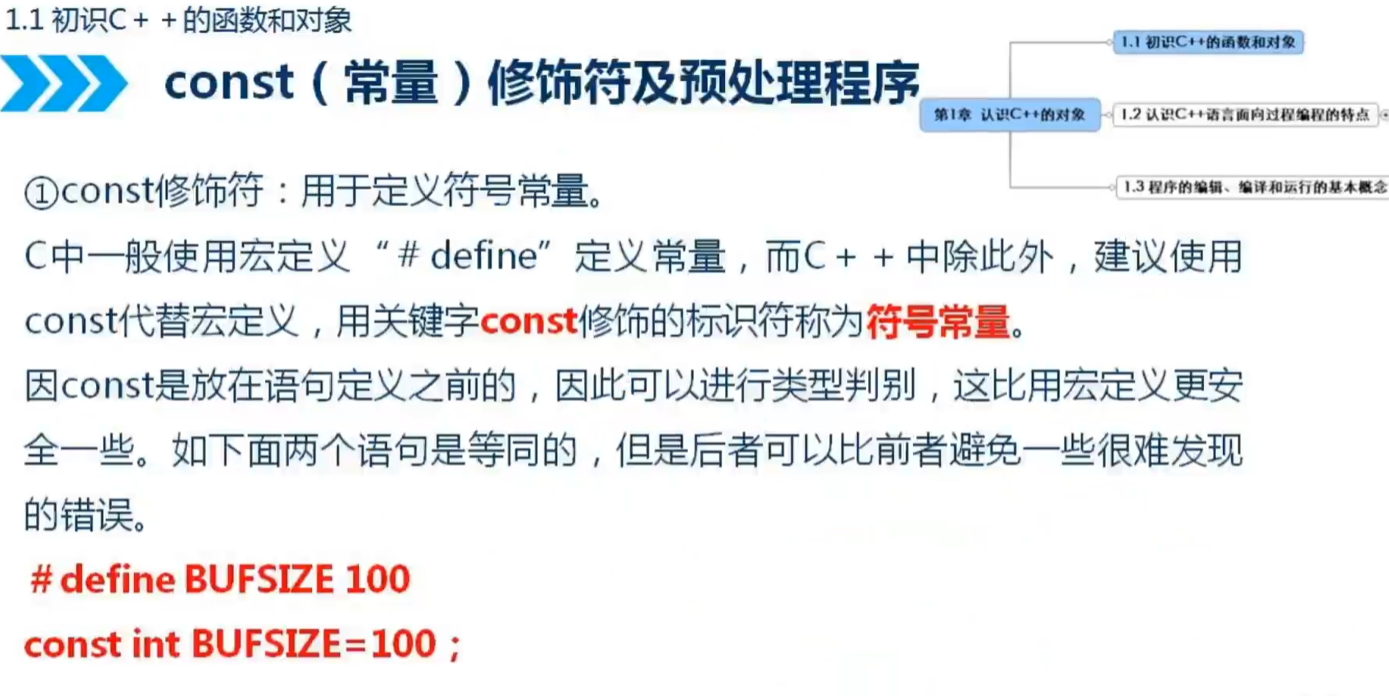 1.1 初识C++的函数和对象
const(常量)修饰符及预处理程序
1.1 初识C++的函数和对象
第1章 认识C++的对象
1.2 认识C++语言面向过程编程的特点
1.3 程序的编辑、编译和运行的基本概念
①const修饰符:用于定义符号常量。
C中一般使用宏定义“# define”定义常量,而C++中除此外,建议使用
const代替宏定义,用关键字const修饰的标识符称为符号常量。
因const是放在语句定义之前的,因此可以进行类型判别,这比用宏定义更安
全一些。如下面两个语句是等同的,但是后者可以比前者避免一些很难发现
的错误。
# define BUFSIZE 100
const int BUFSIZE=100;